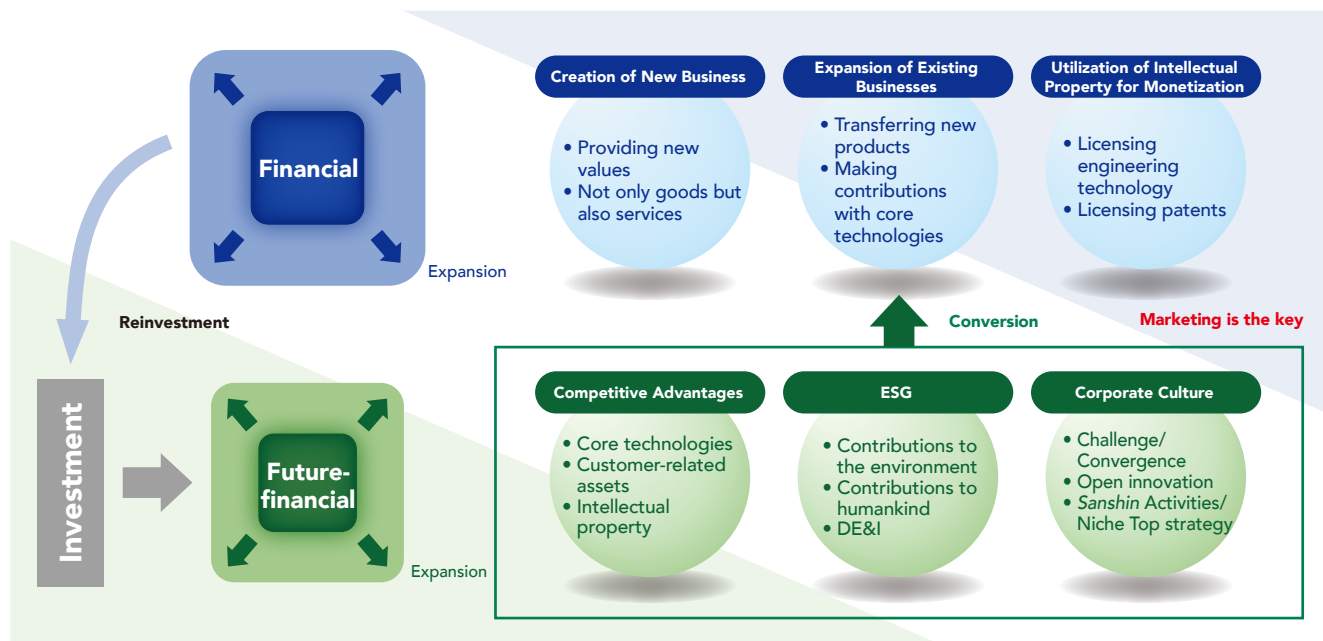 Financial
Expansion
Creation of New Business
• Providing new
values
• Not only goods but
also services
Expansion of Existing
Businesses
• Transferring new
products
• Making
contributions
with core
technologies
Utilization of Intellectual
Property for Monetization
• Licensing
engineering
technology
• Licensing patents
Reinvestment
Conversion
Marketing is the key
Investment
Future-
financial
Expansion
Competitive Advantages
• Core technologies
• Customer-related
assets
• Intellectual
property
ESG
• Contributions to
the environment
• Contributions to
humankind
• DE&I
Corporate Culture
• Challenge/
Convergence
• Open innovation
• Sanshin Activities/
Niche Top strategy